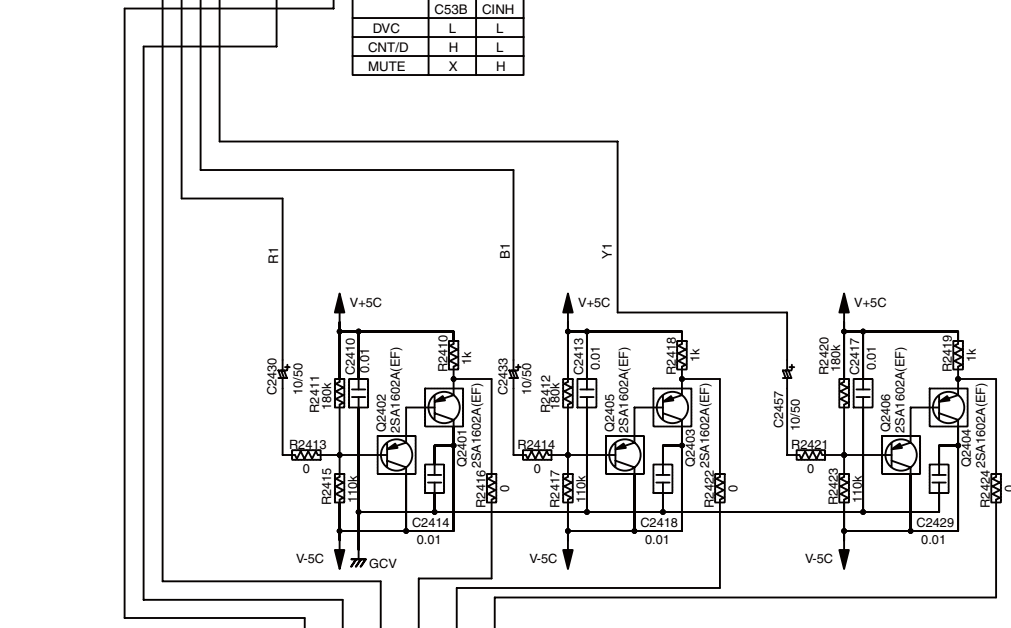 C53B CINH
DVC L L
CNT/D H L
MUTE X H
R1
B1
Y1
V+5C
V+5C
V+5C
C2430
10/50
R2411
180k
C2410
0.01
Q2402
2SA1602A(EF)
R2410
1k
C2433
10/50
R2412
180k
C2413
0.01
Q2405
2SA1602A(EF)
R2418
1k
C2457
10/50
R2420
180k
C2417
0.01
Q2406
2SA1602A(EF)
R2419
1k
R2413
0
R2415
110k
Q2401
2SA1602A(EF)
R2416
0
R2414
0
R2417
110k
Q2403
2SA1602A(EF)
R2422
0
R2421
0
R2423
110k
Q2404
2SA1602A(EF)
R2424
0
C2414
0.01
C2418
0.01
C2429
0.01
V-5C
GCV
V-5C
V-5C